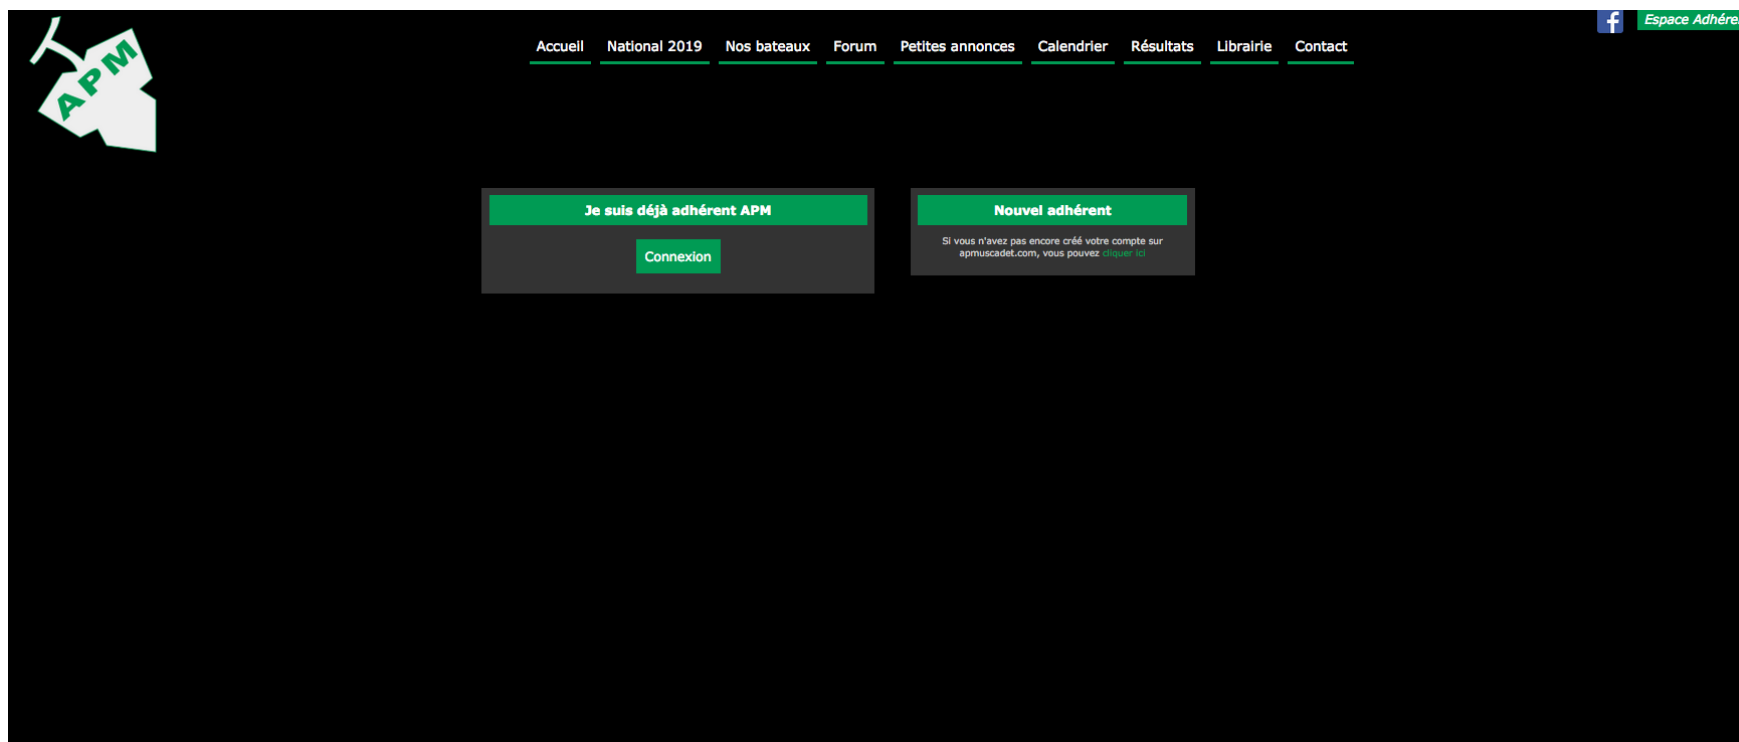 APM
Espace Adhére
Accueil National 2019 Nos bateaux Forum Petites annonces Calendrier Résultats Librairie Contact
Je suis déjà adhérent APM
Connexion
Nouvel adhérent
Si vous n'avez pas encore créé votre compte sur
apmuscadet.com, vous pouvez cliquer ici